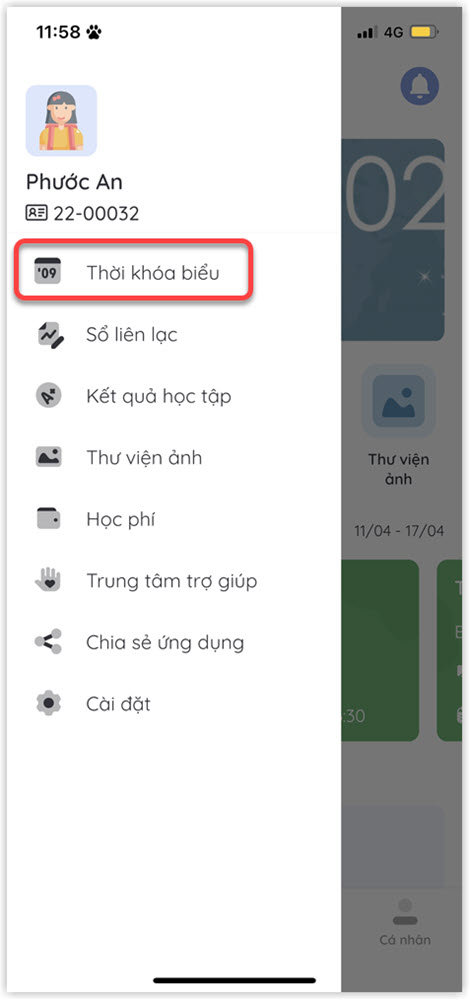 11:58
4G
Phước An
22-00032
02
'09 Thời khóa biểu
Sổ liên lạc
A+ Kết quả học tập
Thư viện ảnh
Học phí
Trung tâm trợ giúp
Chia sẻ ứng dụng
Cài đặt
Thư viện
ảnh
11/04 - 17/04
:30
Cá nhân